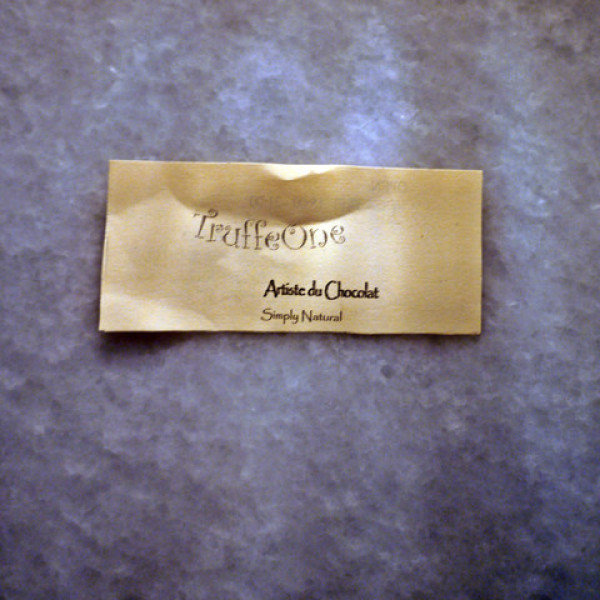 TruffeOne
Artiste du Chocolat
Simply Natural